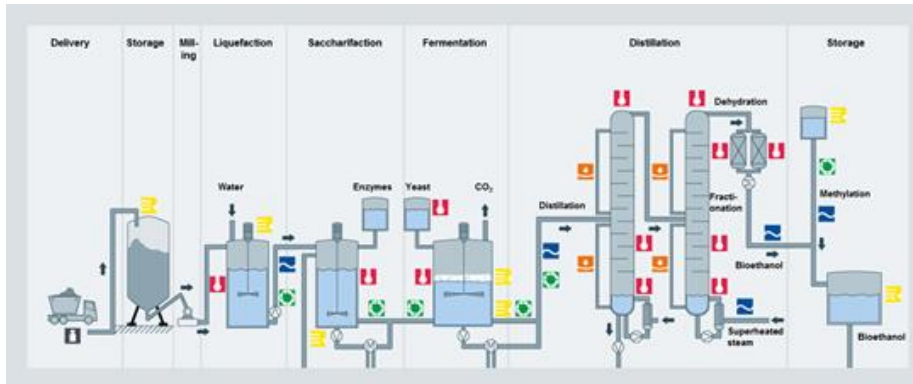 Delivery
Storage
Mill-
ing
Liquefaction
Saccharifaction
Fermentation
Distillation
Storage
Dehydration
Water
Enzymes
Yeast
CO₂
Methylation
Distillation
Fracti-
onation
Bioethanol
Superheated
steam
Bioethanol